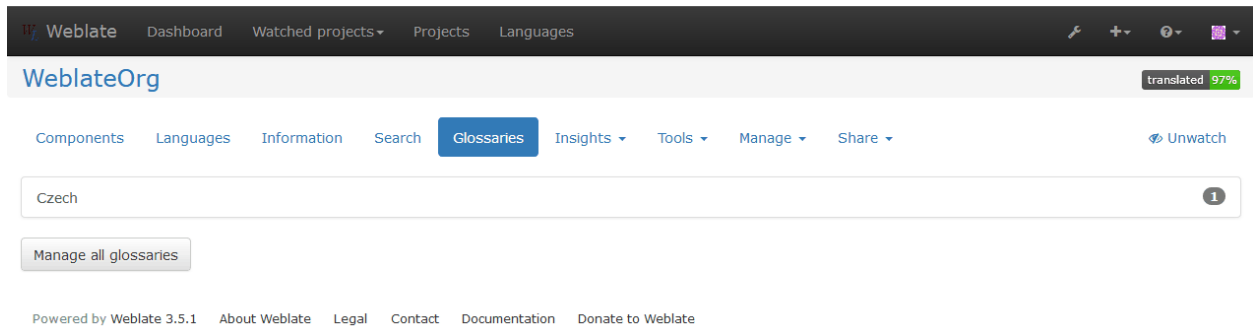 Weblate Dashboard Watched projects Projects Languages
WeblateOrg translated 97%
Components Languages Information Search Glossaries Insights Tools Manage Share Unwatch
Czech 1
Manage all glossaries
Powered by Weblate 3.5.1 About Weblate Legal Contact Documentation Donate to Weblate